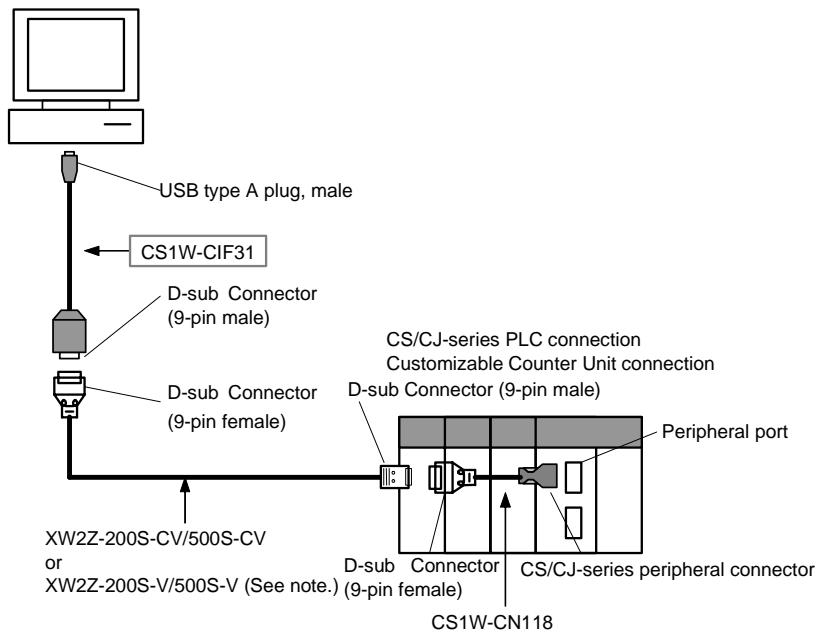 USB type A plug, male
CS1W-CIF31
D-sub Connector
(9-pin male)
CS/CJ-series PLC connection
Customizable Counter Unit connection
D-sub Connector (9-pin male)
D-sub Connector
(9-pin female)
Peripheral port
XW2Z-200S-CV/500S-CV
or
XW2Z-200S-V/500S-V (See note.)
D-sub Connector
(9-pin female)
CS/CJ-series peripheral connector
CS1W-CN118